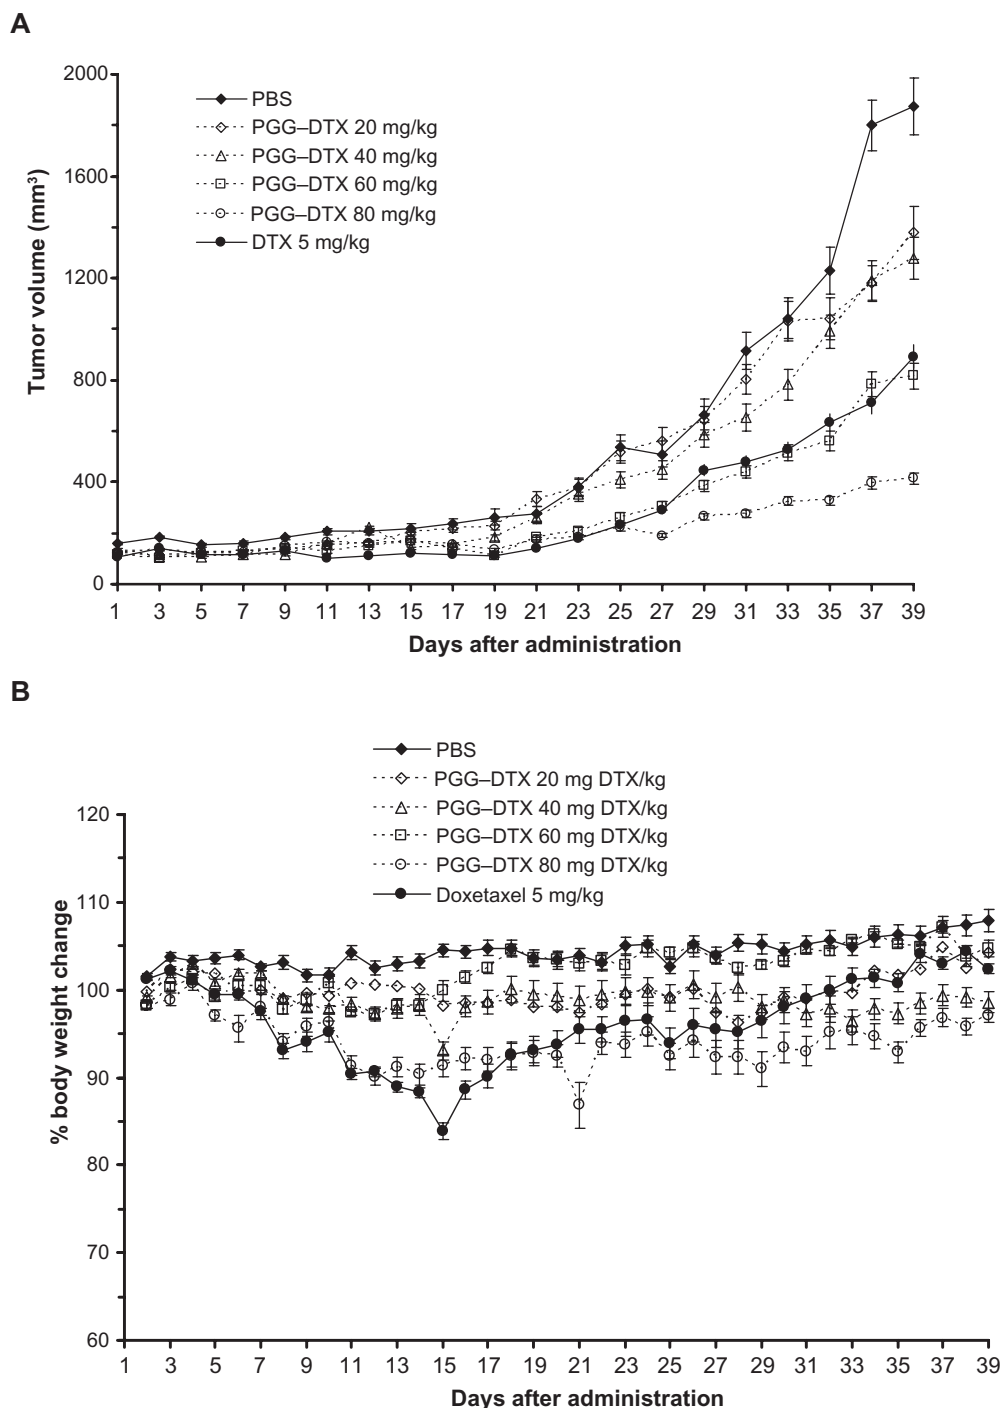 A
2000
1600
1200
800
400
0
Tumor volume (mm³)
PBS
PGG–DTX 20 mg/kg
PGG–DTX 40 mg/kg
PGG–DTX 60 mg/kg
PGG–DTX 80 mg/kg
DTX 5 mg/kg
1 3 5 7 9 11 13 15 17 19 21 23 25 27 29 31 33 35 37 39
Days after administration
B
PBS
PGG–DTX 20 mg DTX/kg
PGG–DTX 40 mg DTX/kg
PGG–DTX 60 mg DTX/kg
PGG–DTX 80 mg DTX/kg
Doxetaxel 5 mg/kg
120
110
100
90
80
70
60
% body weight change
1 3 5 7 9 11 13 15 17 19 21 23 25 27 29 31 33 35 37 39
Days after administration